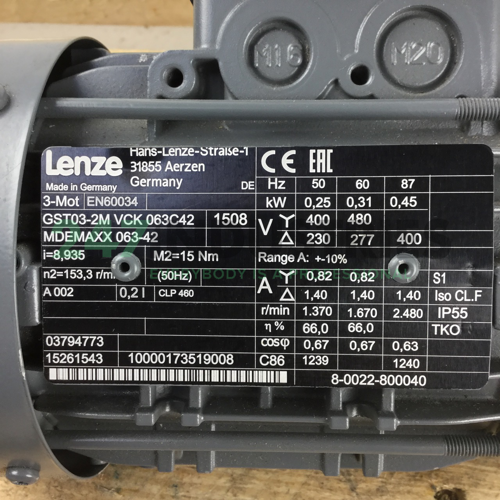 M16 M20
Lenze Hans-Lenze-Straße-1
31855 Aerzen
Germany
Made in Germany DE
CE EAC
3-Mot EN60034
GST03-2M VCK 063C42 1508
MDEMAXX 063-42
i=8,935 M2=15 Nm
n2=153,3 r/m (50Hz)
A 002 0,2 l CLP 460
03794773
15261543 10000173519008
Hz 50 60 87
kW 0,25 0,31 0,45
V Y 400 480
Δ 230 277 400
Range A: +-10%
A Y 0,82 0,82 S1
Δ 1,40 1,40 1,40 Iso CL.F
r/min 1.370 1.670 2.480 IP55
η % 66,0 66,0 TKO
cosφ 0,67 0,67 0,63
C86 1239 1240
8-0022-800040